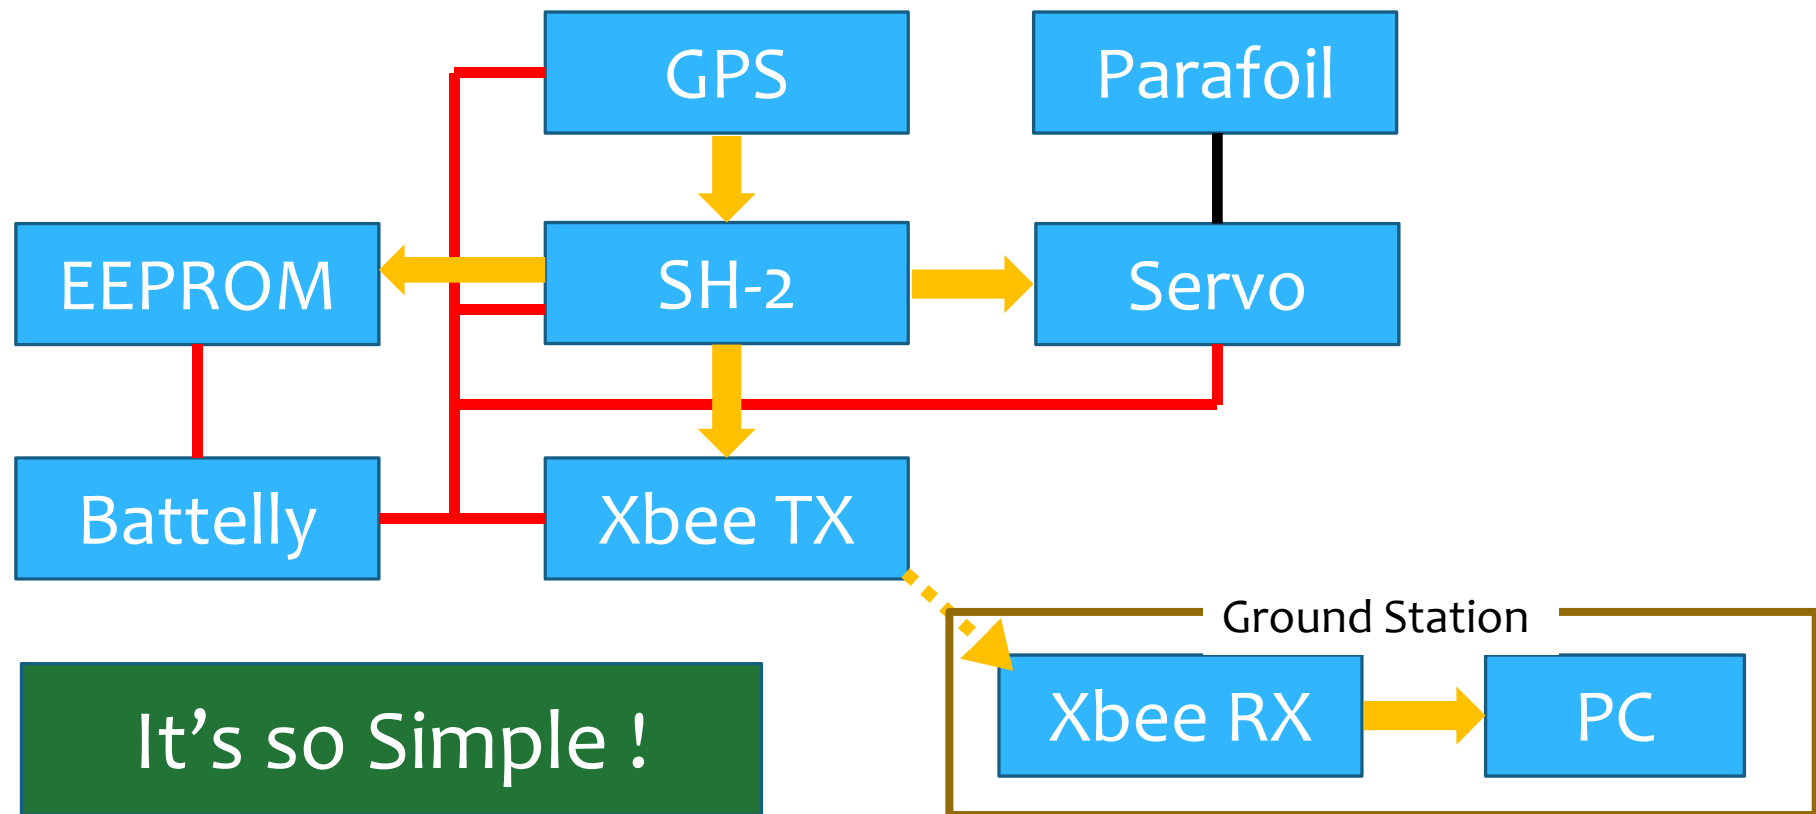 GPS
Parafoil
EEPROM
SH-2
Servo
Battelly
Xbee TX
Ground Station
Xbee RX
PC
It’s so Simple !